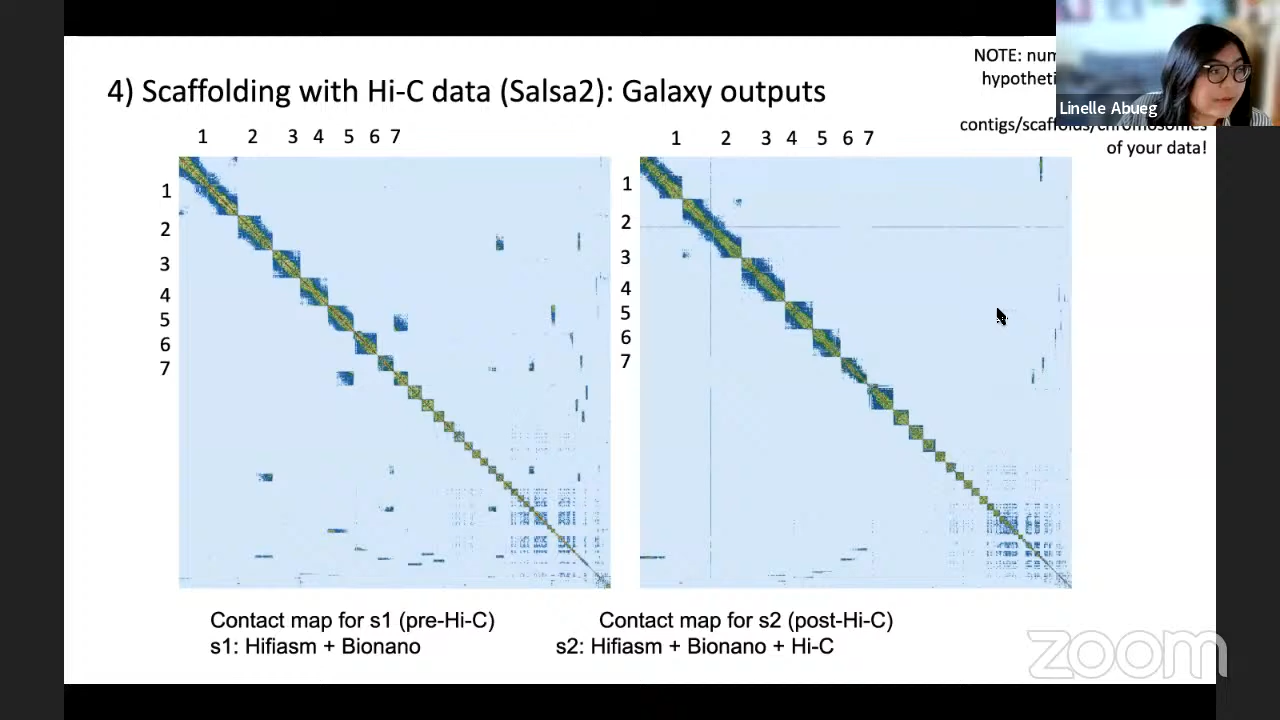 NOTE:
4) Scaffolding with Hi-C data (Salsa2): Galaxy outputs
Linelle Abueg
contigs/scaffolds/chromosomes
of your data!
1 2 3 4 5 6 7
1 2 3 4 5 6 7
1
2
3
4
5
6
7
1
2
3
4
5
6
7
Contact map for s1 (pre-Hi-C)
s1: Hifiasm + Bionano
Contact map for s2 (post-Hi-C)
s2: Hifiasm + Bionano + Hi-C
zoom